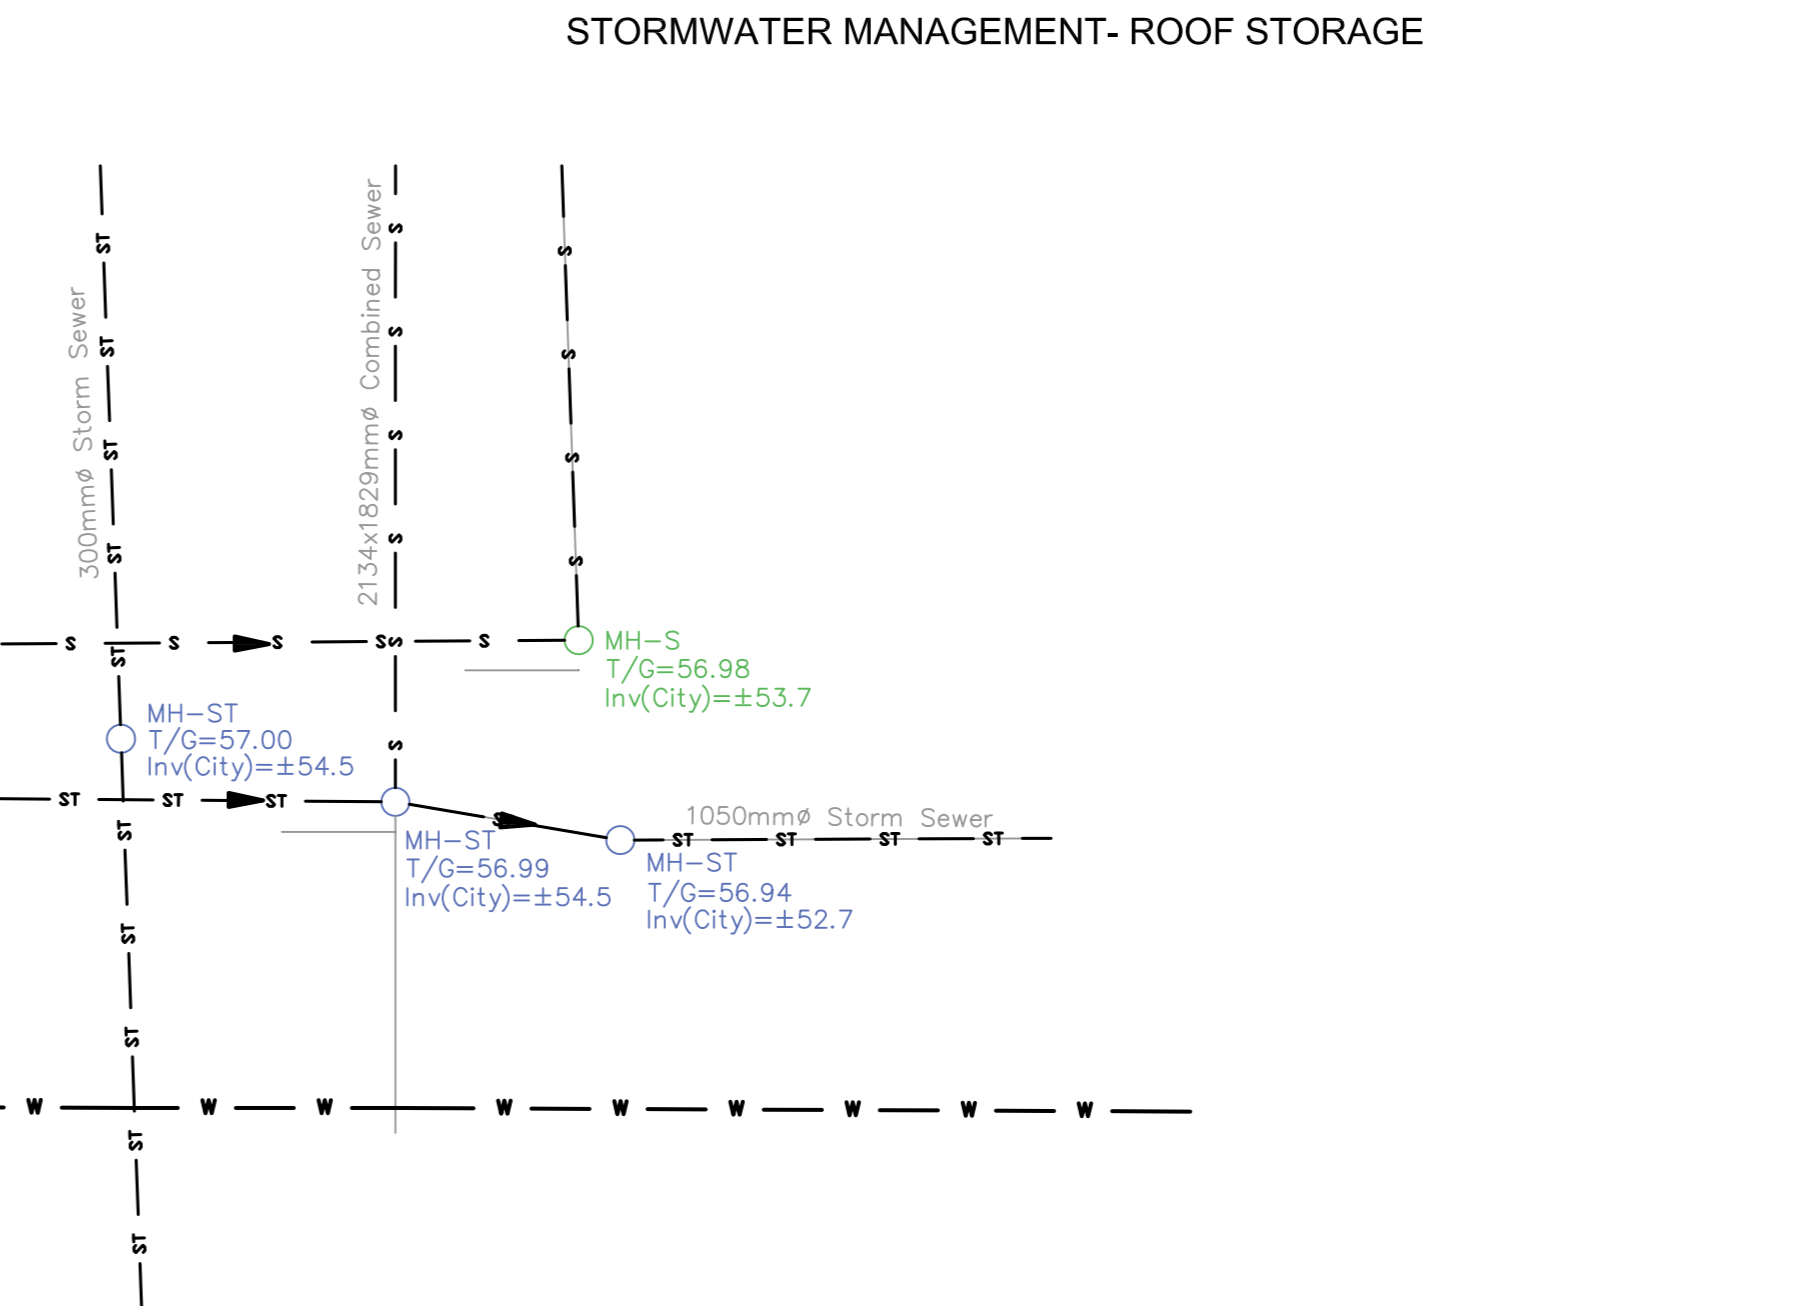 STORMWATER MANAGEMENT- ROOF STORAGE
300mmø Storm Sewer
ST
ST
ST
ST
2134x1829mmø Combined Sewer
S
S
S
S
S
S
S
S
S S S SS S
ST
MH-S
T/G=56.98
Inv(City)=±53.7
MH-ST
T/G=57.00
Inv(City)=±54.5
S
ST ST ST
S
1050mmø Storm Sewer
ST ST ST ST
MH-ST
T/G=56.99
Inv(City)=±54.5
MH-ST
T/G=56.94
Inv(City)=±52.7
ST
ST
ST
W W W W W W W W W
ST
ST